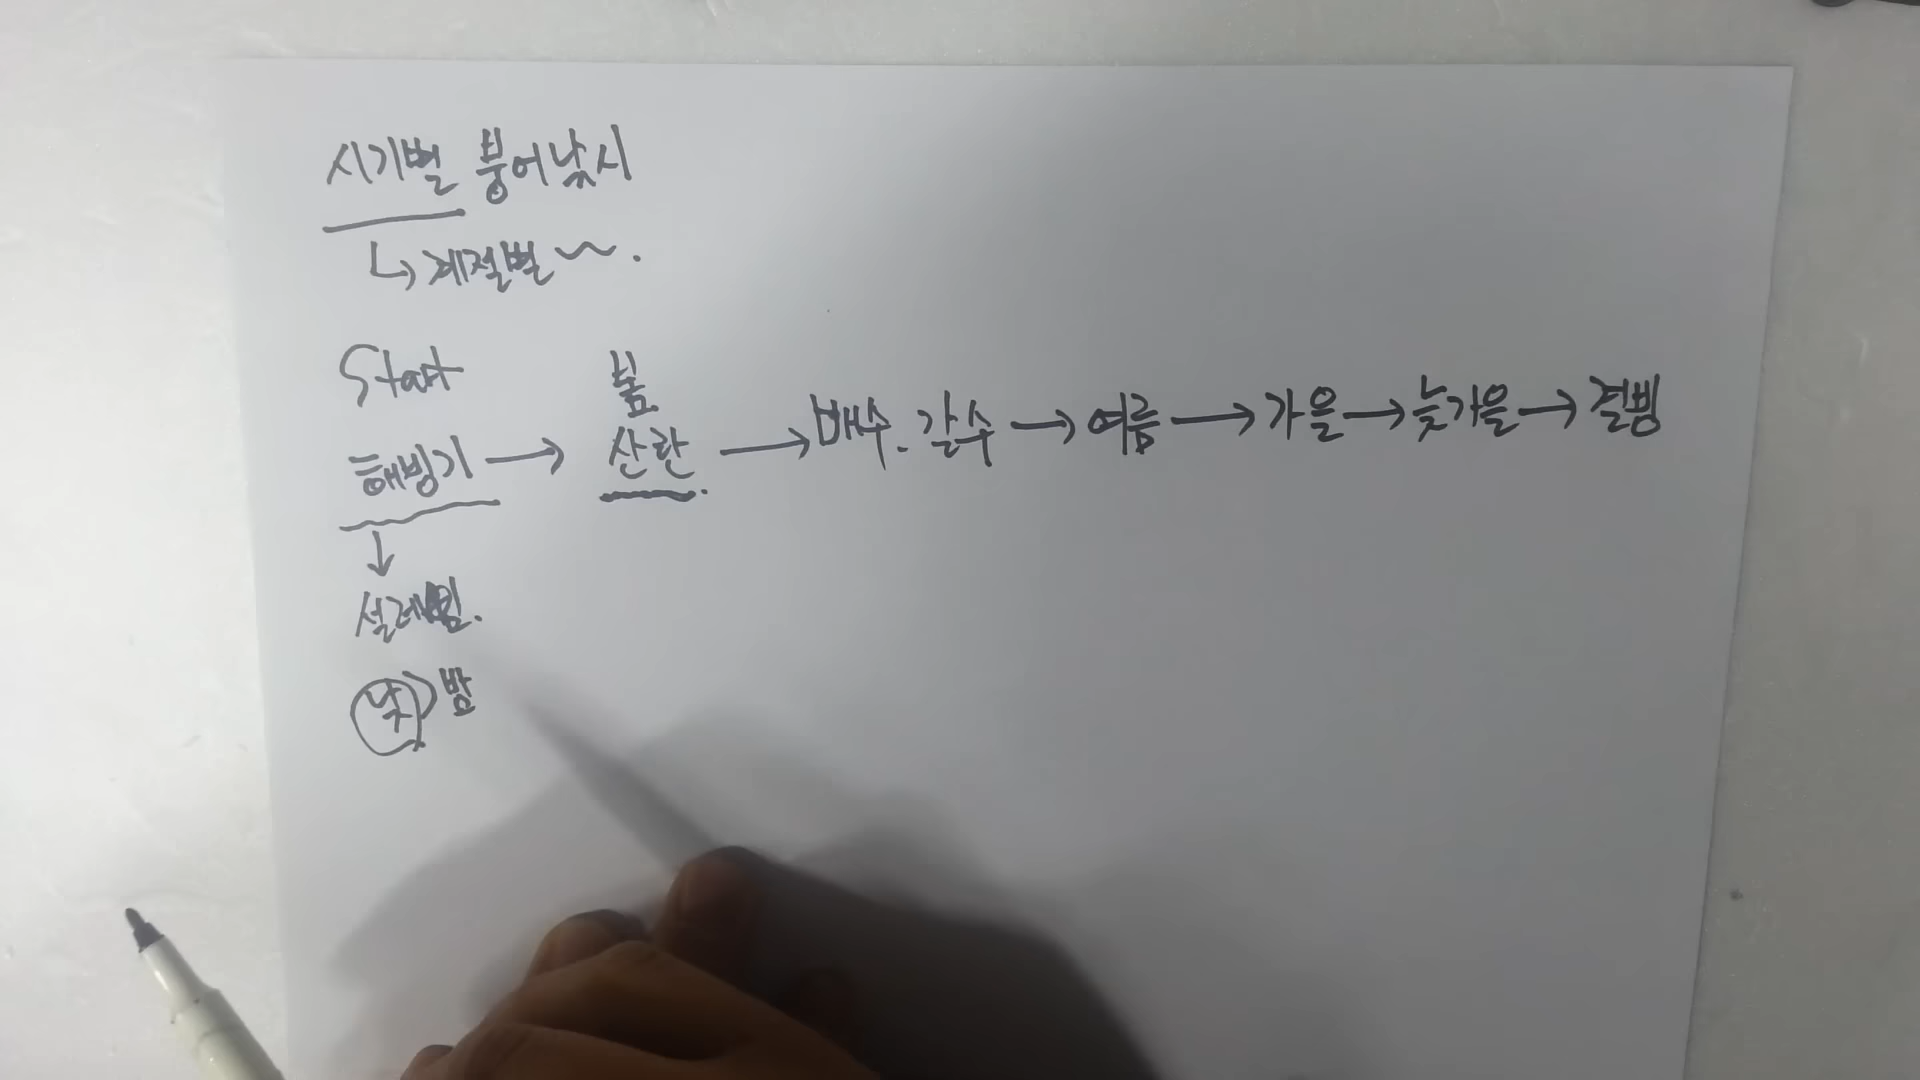 시기별 붕어낚시
↳ 계절별 ~.
Start
해빙기 → 봄 산란 → 배수. 갈수 → 여름 → 가을 → 늦가을 → 결빙
↓
설레임.
낮 > 밤